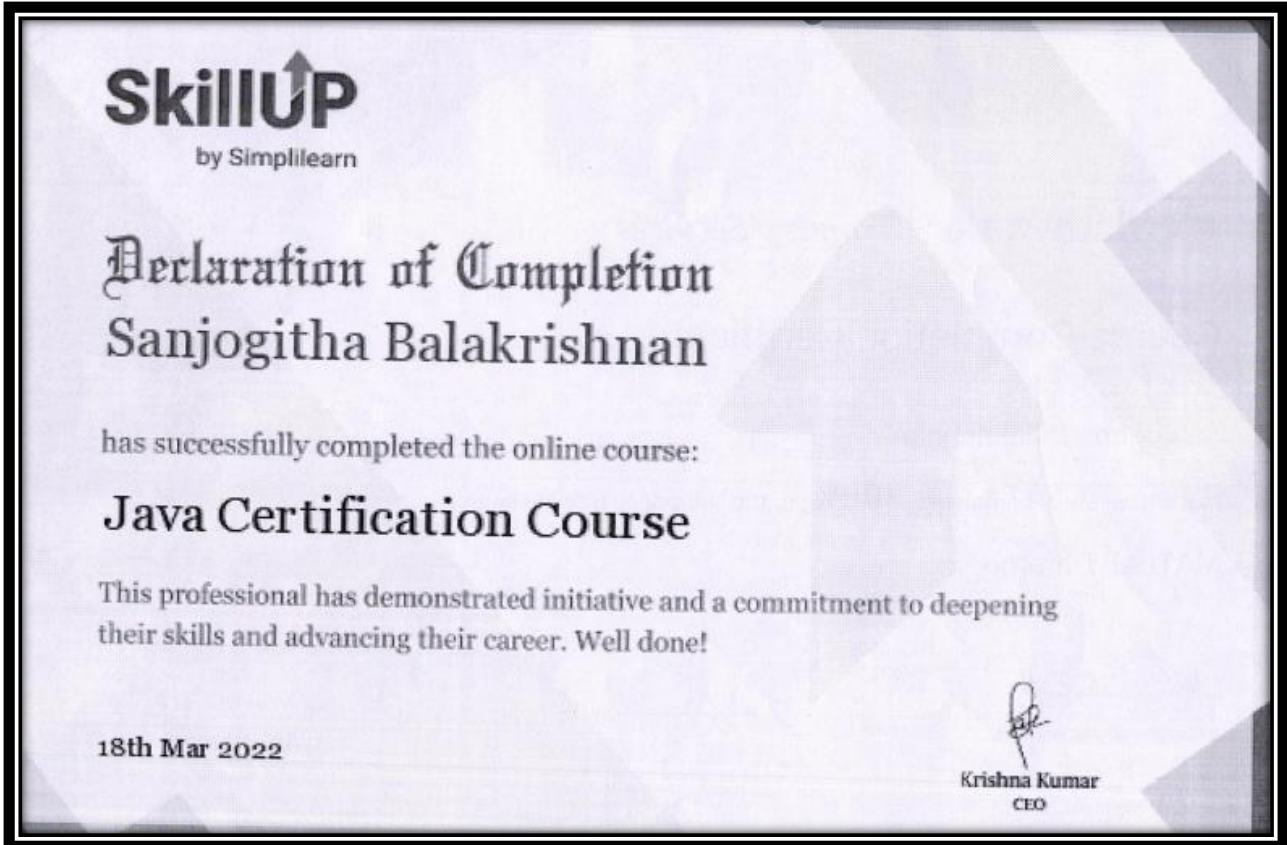 SkillUP
by Simplilearn
Declaration of Completion
Sanjogitha Balakrishnan
has successfully completed the online course:
Java Certification Course
This professional has demonstrated initiative and a commitment to deepening
their skills and advancing their career. Well done!
18th Mar 2022
Krishna Kumar
CEO